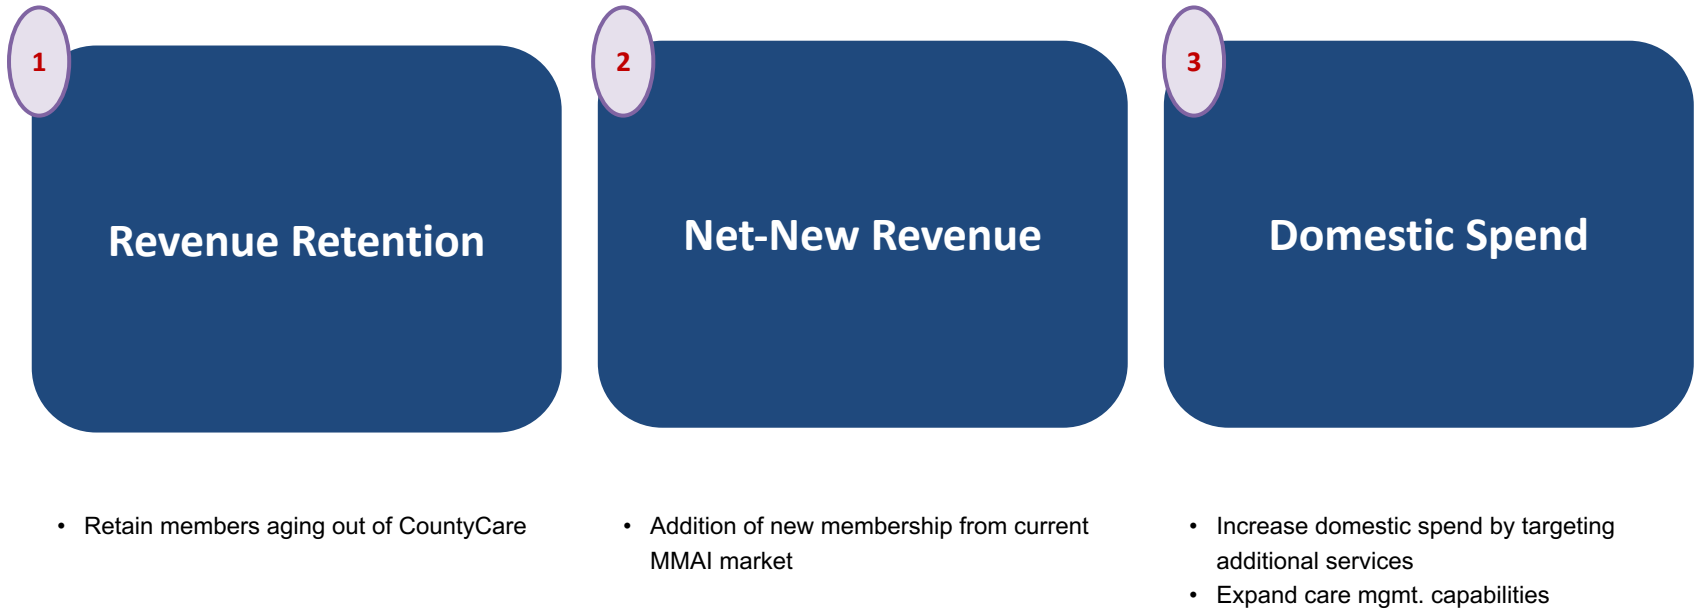 1
Revenue Retention
• Retain members aging out of CountyCare
2
Net-New Revenue
• Addition of new membership from current
MMAI market
3
Domestic Spend
• Increase domestic spend by targeting
additional services
• Expand care mgmt. capabilities